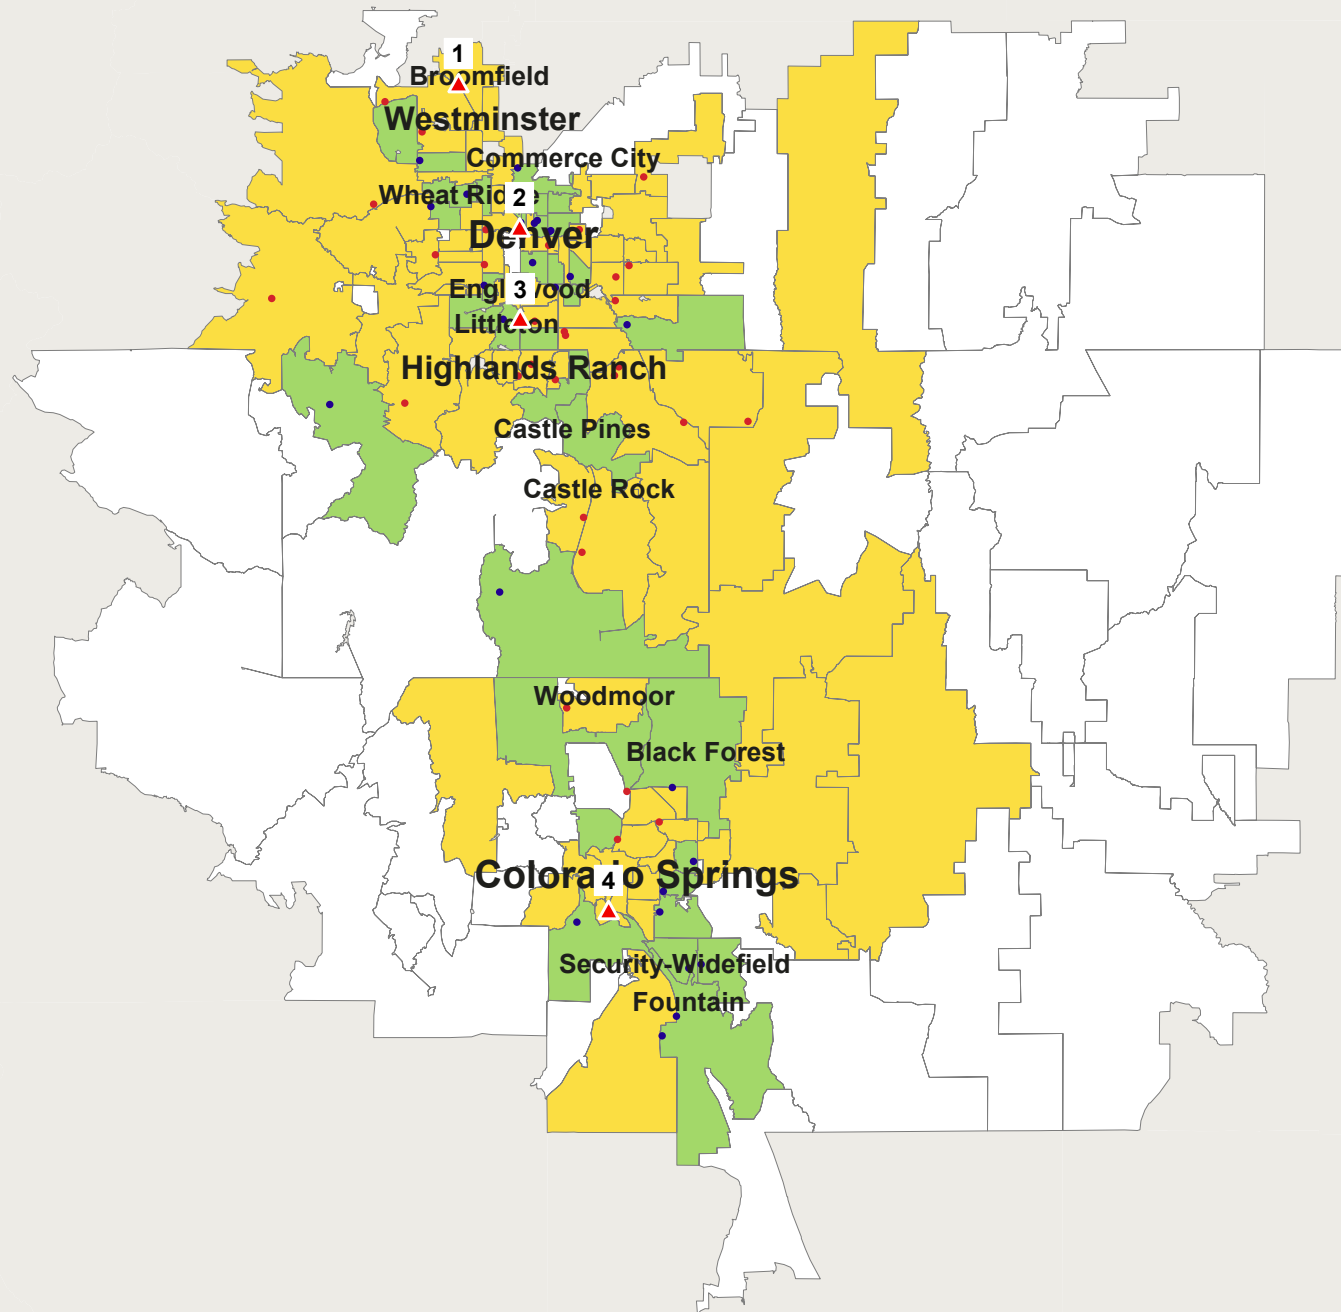 1
Broomfield
Westminster
Commerce City
Wheat Ridge
2
Denver
Englewood
3
Littleton
Highlands Ranch
Castle Pines
Castle Rock
Woodmoor
Black Forest
Colorado Springs
4
Security-Widefield
Fountain